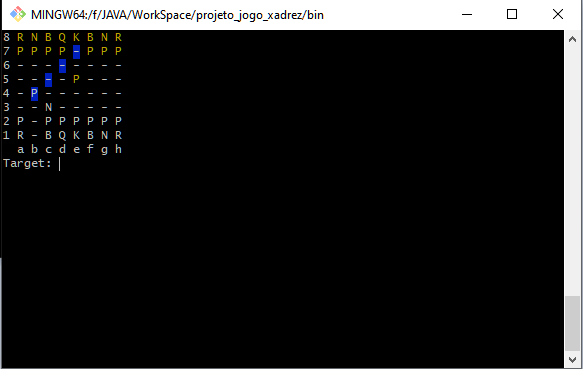 MINGW64:/f/JAVA/WorkSpace/projeto_jogo_xadrez/bin
8 R N B Q K B N R
7 P P P P - P P P
6 - - - - - - - -
5 - - - - P - - -
4 - P - - - - - -
3 - - N - - - - -
2 P - P P P P P P
1 R - B Q K B N R
a b c d e f g h
Target: